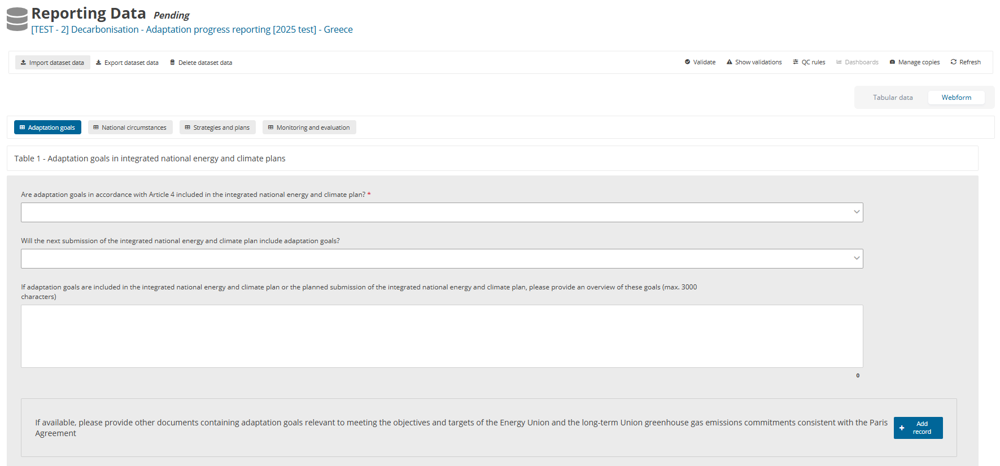 Reporting Data Pending
[TEST - 2] Decarbonisation - Adaptation progress reporting [2025 test] - Greece
Import dataset data Export dataset data Delete dataset data Validate Show validations QC rules Dashboards Manage copies Refresh
Tabular data Webform
Adaptation goals National circumstances Strategies and plans Monitoring and evaluation
Table 1 - Adaptation goals in integrated national energy and climate plans
Are adaptation goals in accordance with Article 4 included in the integrated national energy and climate plan? *
Will the next submission of the integrated national energy and climate plan include adaptation goals?
If adaptation goals are included in the integrated national energy and climate plan or the planned submission of the integrated national energy and climate plan, please provide an overview of these goals (max. 3000
characters)
0
If available, please provide other documents containing adaptation goals relevant to meeting the objectives and targets of the Energy Union and the long-term Union greenhouse gas emissions commitments consistent with the Paris
Agreement
Add
record